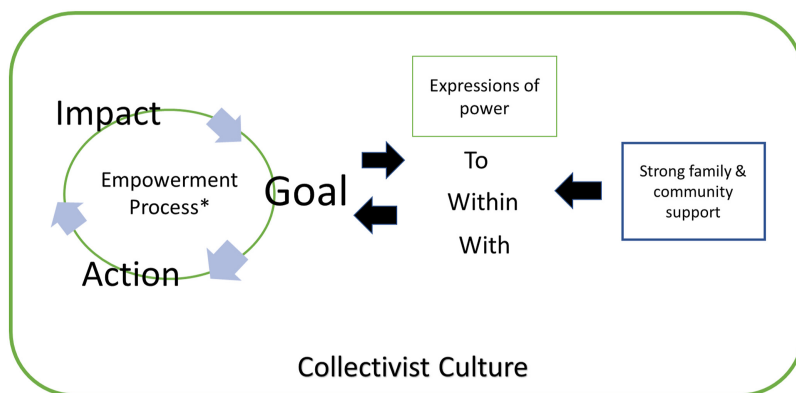 Impact
Empowerment
Process*
Goal
Action
Expressions of
power
To
Within
With
Strong family &
community
support
Collectivist Culture